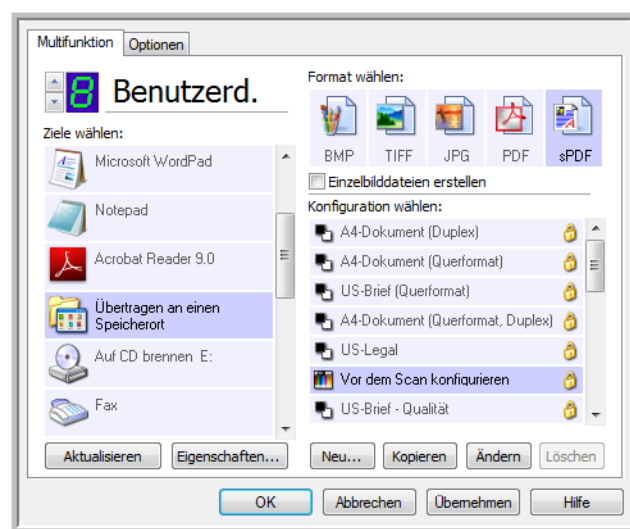 Multifunktion Optionen
8 Benutzerd.
Ziele wählen:
Microsoft WordPad
Notepad
Acrobat Reader 9.0
Übertragen an einen
Speicherort
Auf CD brennen E:
Fax
Aktualisieren Eigenschaften...
Format wählen:
BMP TIFF JPG PDF sPDF
Einzelbilddateien erstellen
Konfiguration wählen:
A4-Dokument (Duplex)
A4-Dokument (Querformat)
US-Brief (Querformat)
A4-Dokument (Querformat, Duplex)
US-Legal
Vor dem Scan konfigurieren
US-Brief - Qualität
Neu... Kopieren Ändern Löschen
OK Abbrechen Übernehmen Hilfe